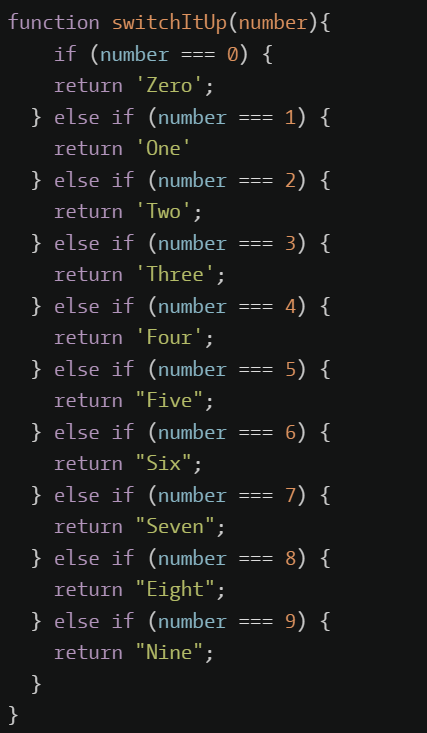 function switchItUp(number){
    if (number === 0) {
    return 'Zero';
  } else if (number === 1) {
    return 'One'
  } else if (number === 2) {
    return 'Two';
  } else if (number === 3) {
    return 'Three';
  } else if (number === 4) {
    return 'Four';
  } else if (number === 5) {
    return "Five";
  } else if (number === 6) {
    return "Six";
  } else if (number === 7) {
    return "Seven";
  } else if (number === 8) {
    return "Eight";
  } else if (number === 9) {
    return "Nine";
  }
}